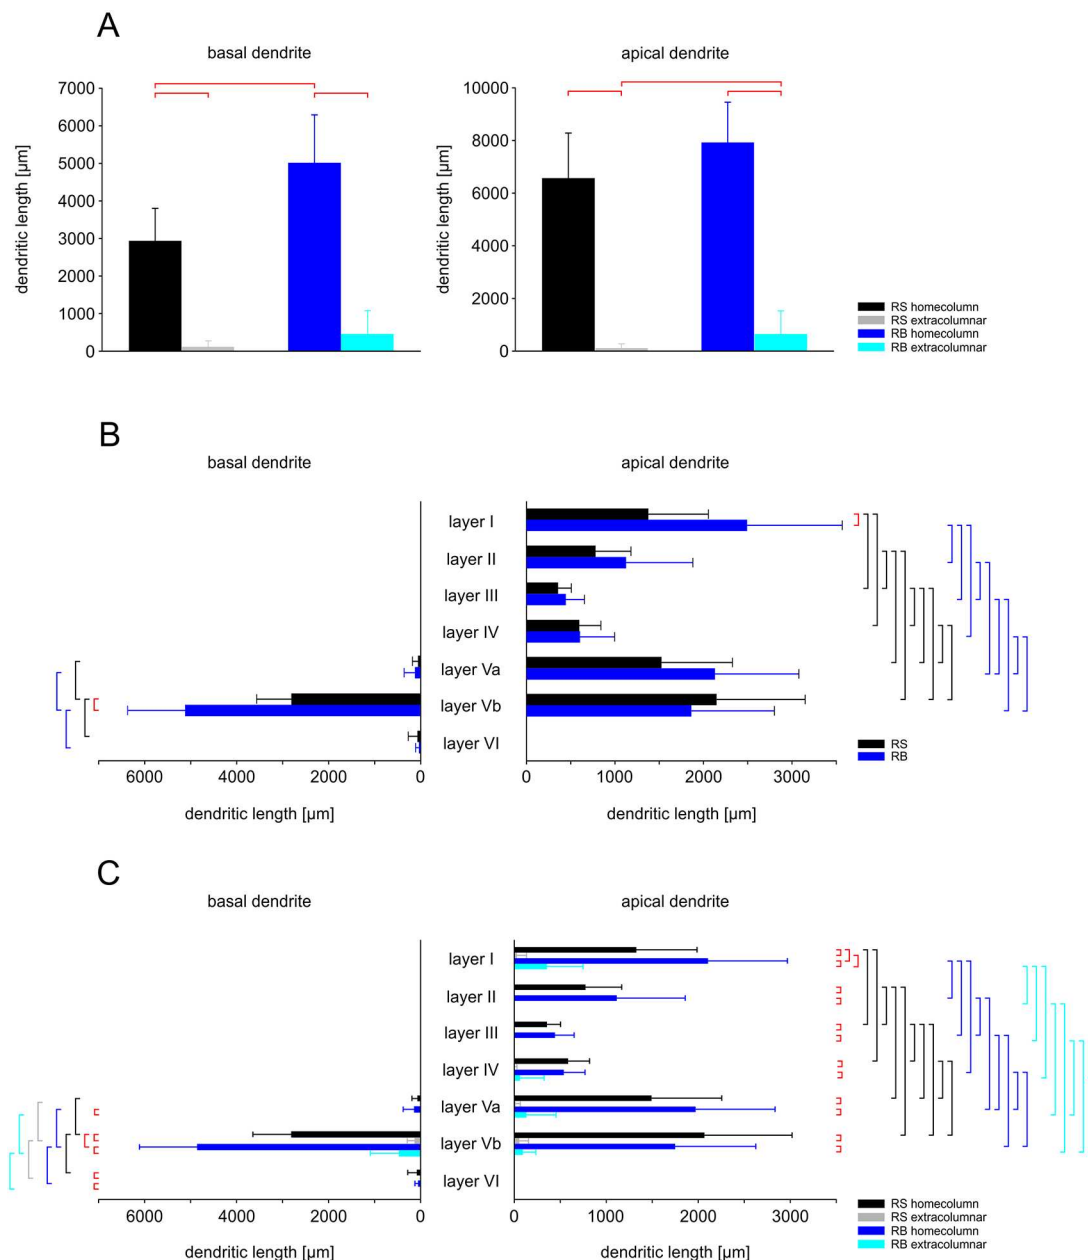 A
basal dendrite
apical dendrite
dendritic length [µm]
7000
6000
5000
4000
3000
2000
1000
0
dendritic length [µm]
10000
8000
6000
4000
2000
0
RS homecolumn
RS extracolumnar
RB homecolumn
RB extracolumnar
B
basal dendrite
apical dendrite
layer I
layer II
layer III
layer IV
layer Va
layer Vb
layer VI
RS
RB
6000 4000 2000 0
0 1000 2000 3000
dendritic length [µm]
dendritic length [µm]
C
basal dendrite
apical dendrite
layer I
layer II
layer III
layer IV
layer Va
layer Vb
layer VI
6000 4000 2000 0
0 1000 2000 3000
RS homecolumn
RS extracolumnar
RB homecolumn
RB extracolumnar
dendritic length [µm]
dendritic length [µm]